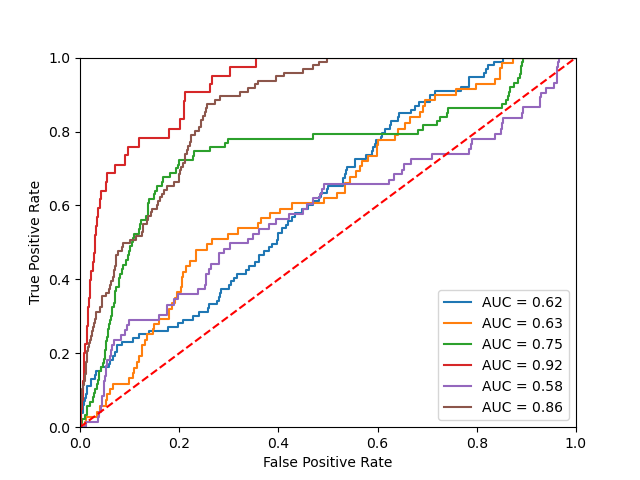 1.0
0.8
0.6
0.4
0.2
0.0
True Positive Rate
AUC = 0.62
AUC = 0.63
AUC = 0.75
AUC = 0.92
AUC = 0.58
AUC = 0.86
0.0 0.2 0.4 0.6 0.8 1.0
False Positive Rate